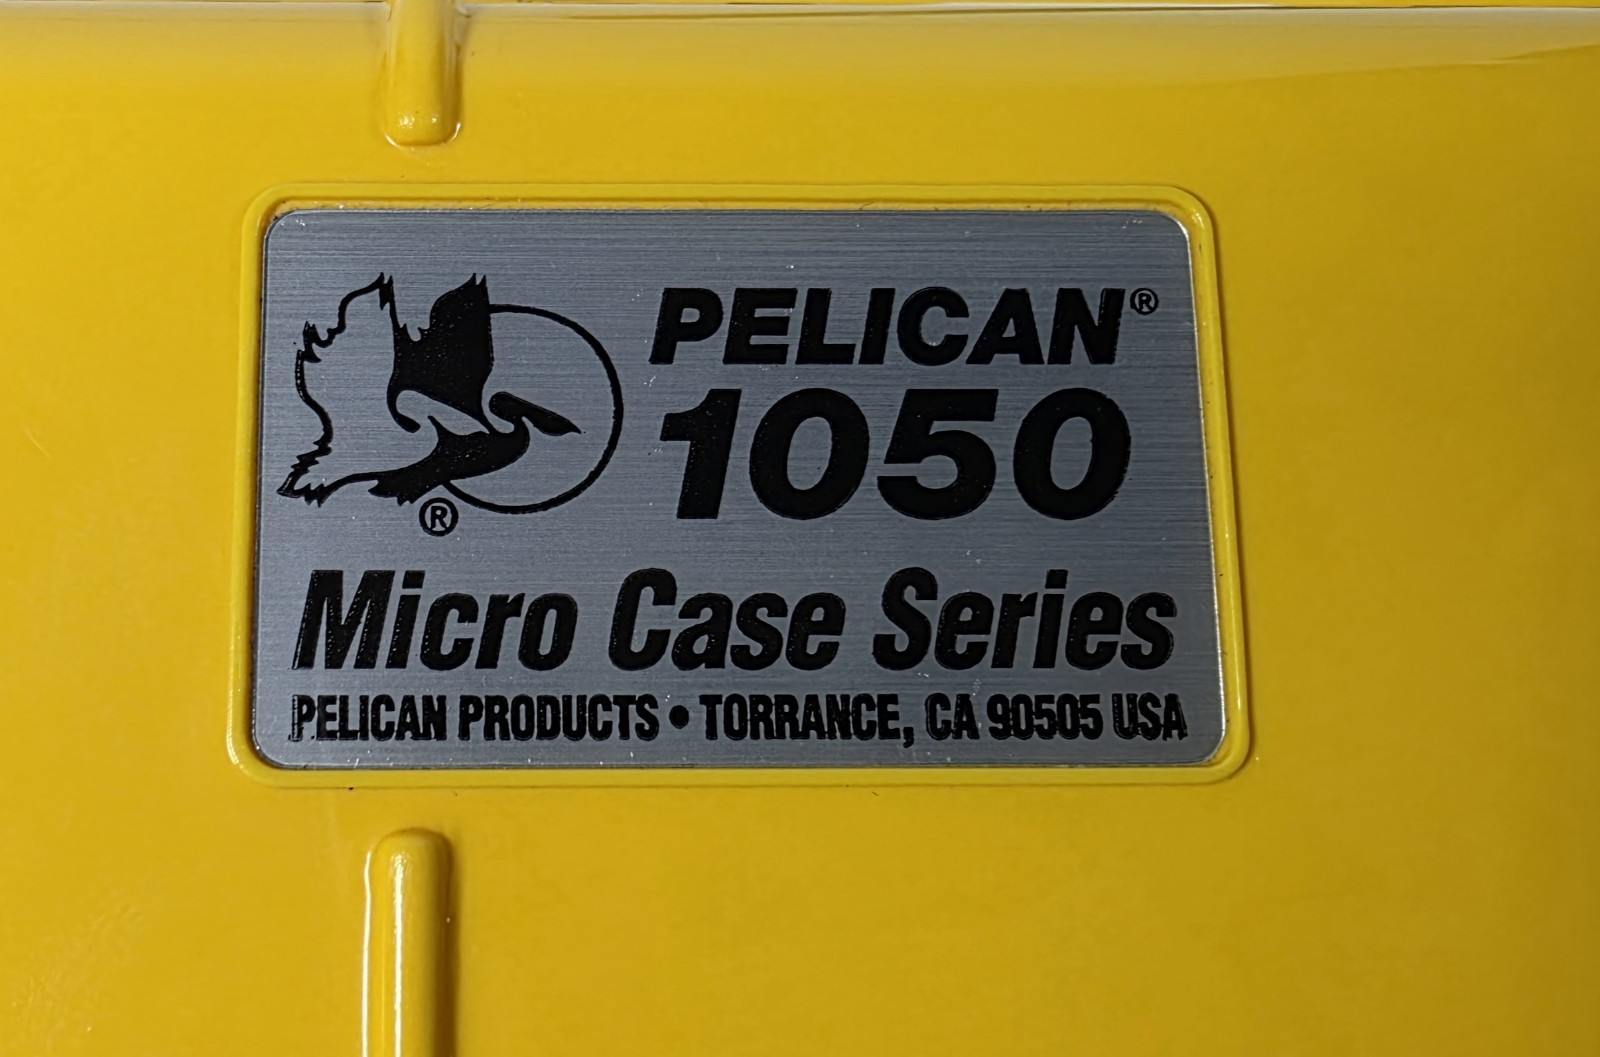 PELICAN®
1050
®
Micro Case Series
PELICAN PRODUCTS • TORRANCE, CA 90505 USA